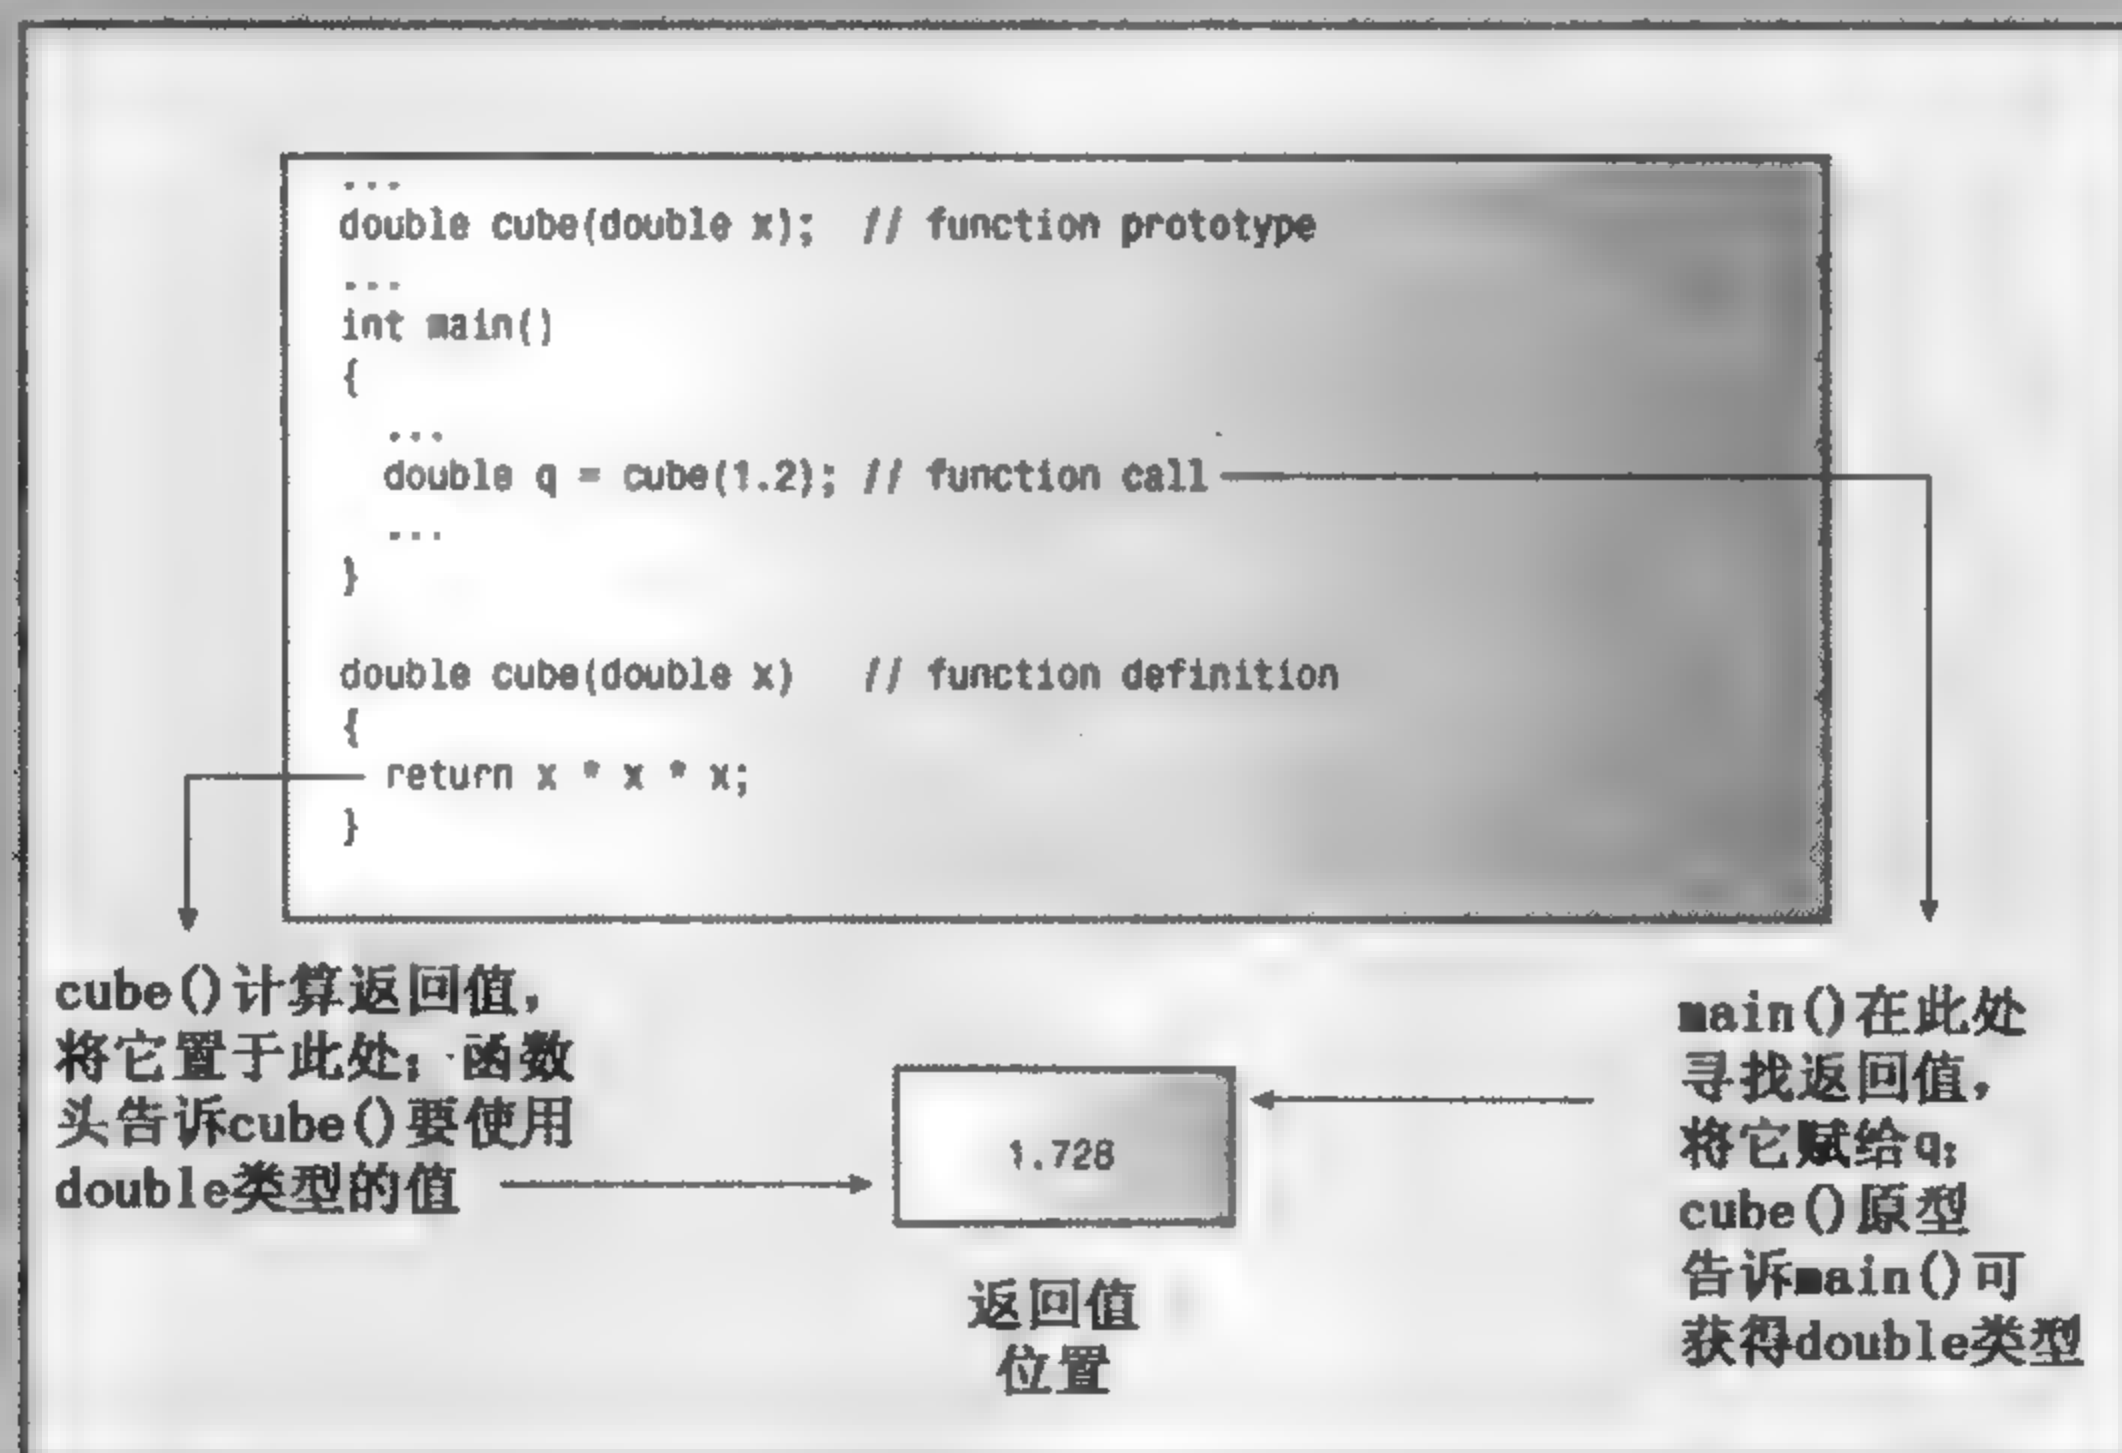 ...
double cube(double x);  // function prototype
...
int main()
{
...
double q = cube(1.2); // function call
...
}
double cube(double x)   // function definition
{
return x * x * x;
}
cube()计算返回值，
将它置于此处；函数
头告诉cube()要使用
double类型的值
1.728
返回值
位置
main()在此处
寻找返回值，
将它赋给q；
cube()原型
告诉main()可
获得double类型